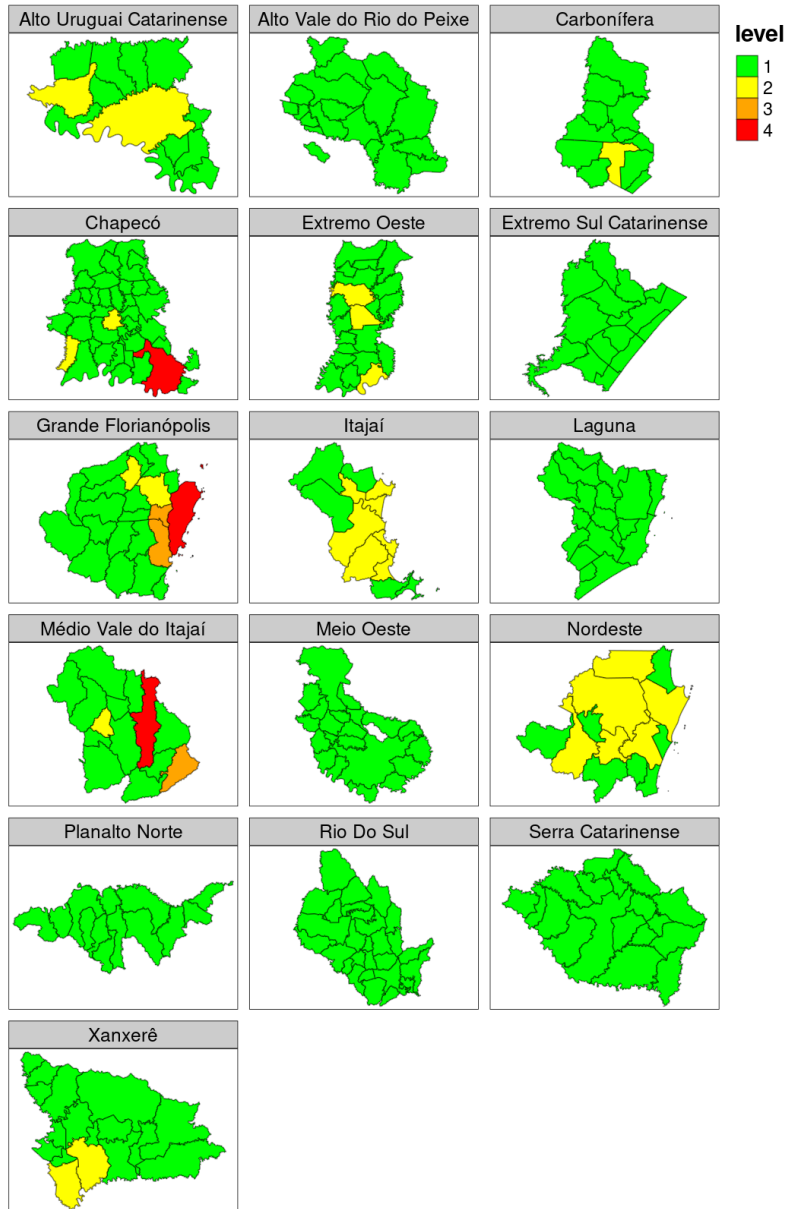 Alto Uruguai Catarinense
Alto Vale do Rio do Peixe
Carbonífera
level
1
2
3
4
Chapecó
Extremo Oeste
Extremo Sul Catarinense
Grande Florianópolis
Itajaí
Laguna
Médio Vale do Itajaí
Meio Oeste
Nordeste
Planalto Norte
Rio Do Sul
Serra Catarinense
Xanxerê